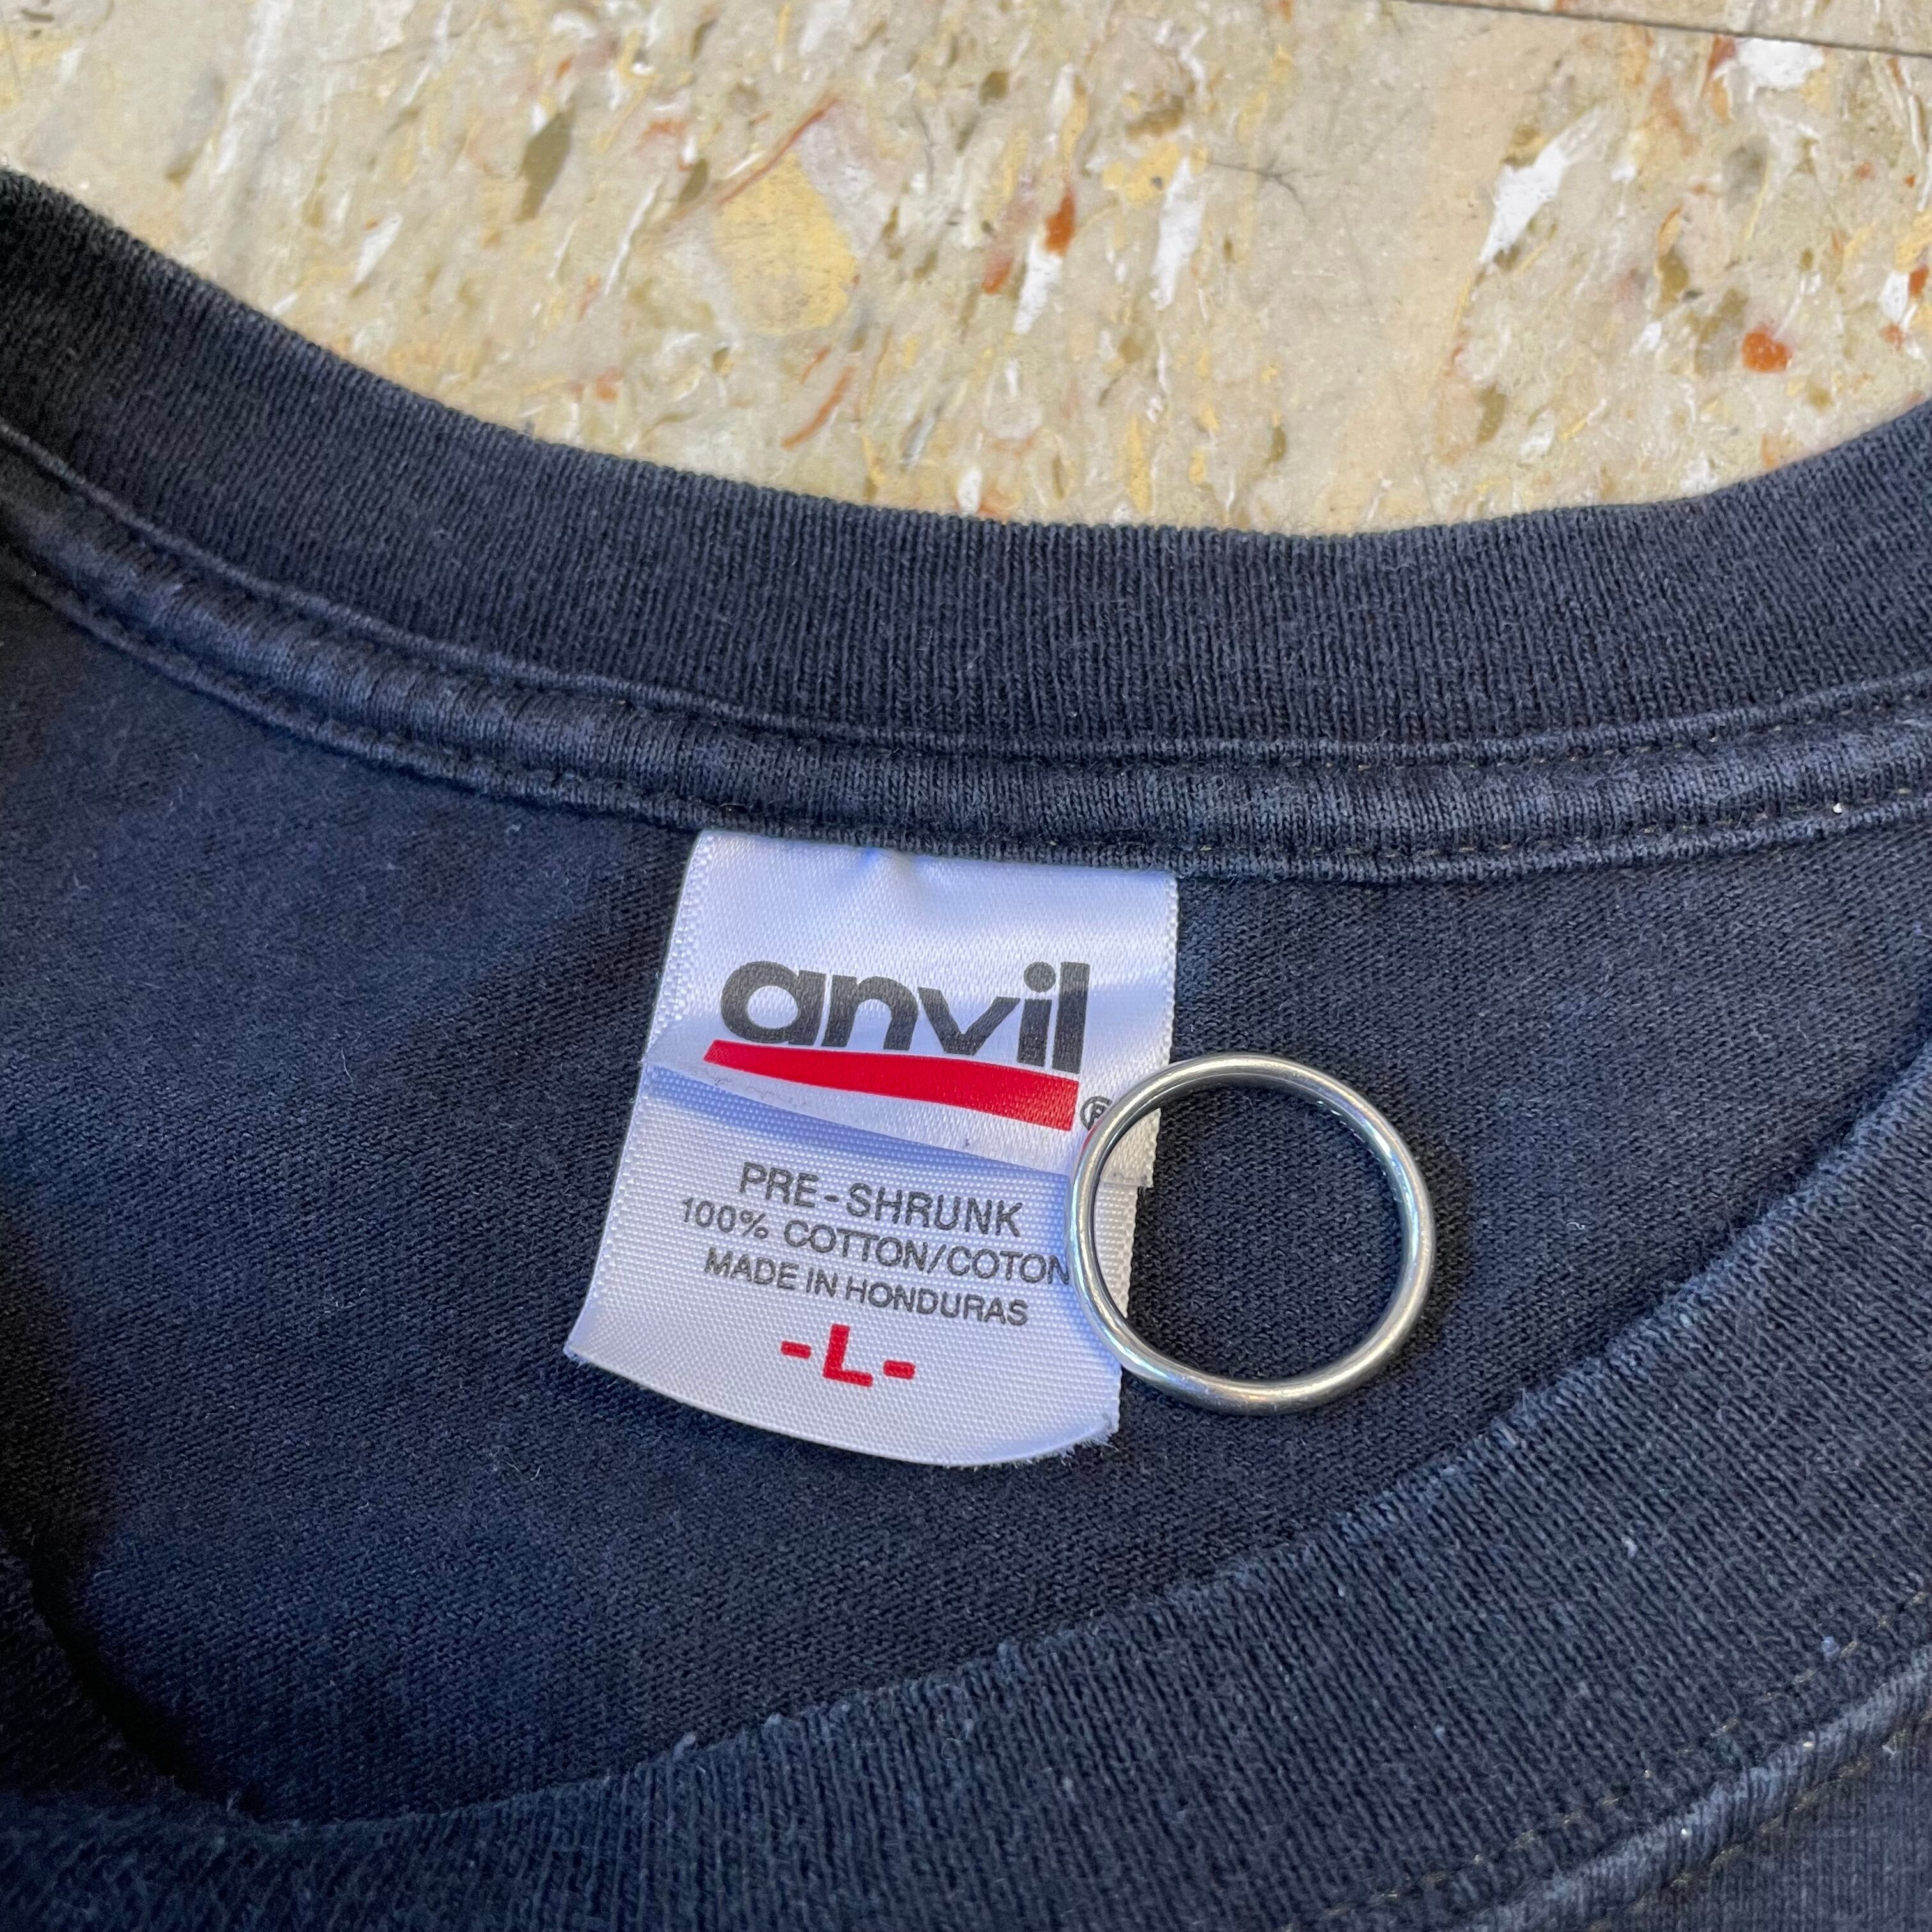 anvil
®
PRE-SHRUNK
100% COTTON/COTON
MADE IN HONDURAS
-L-